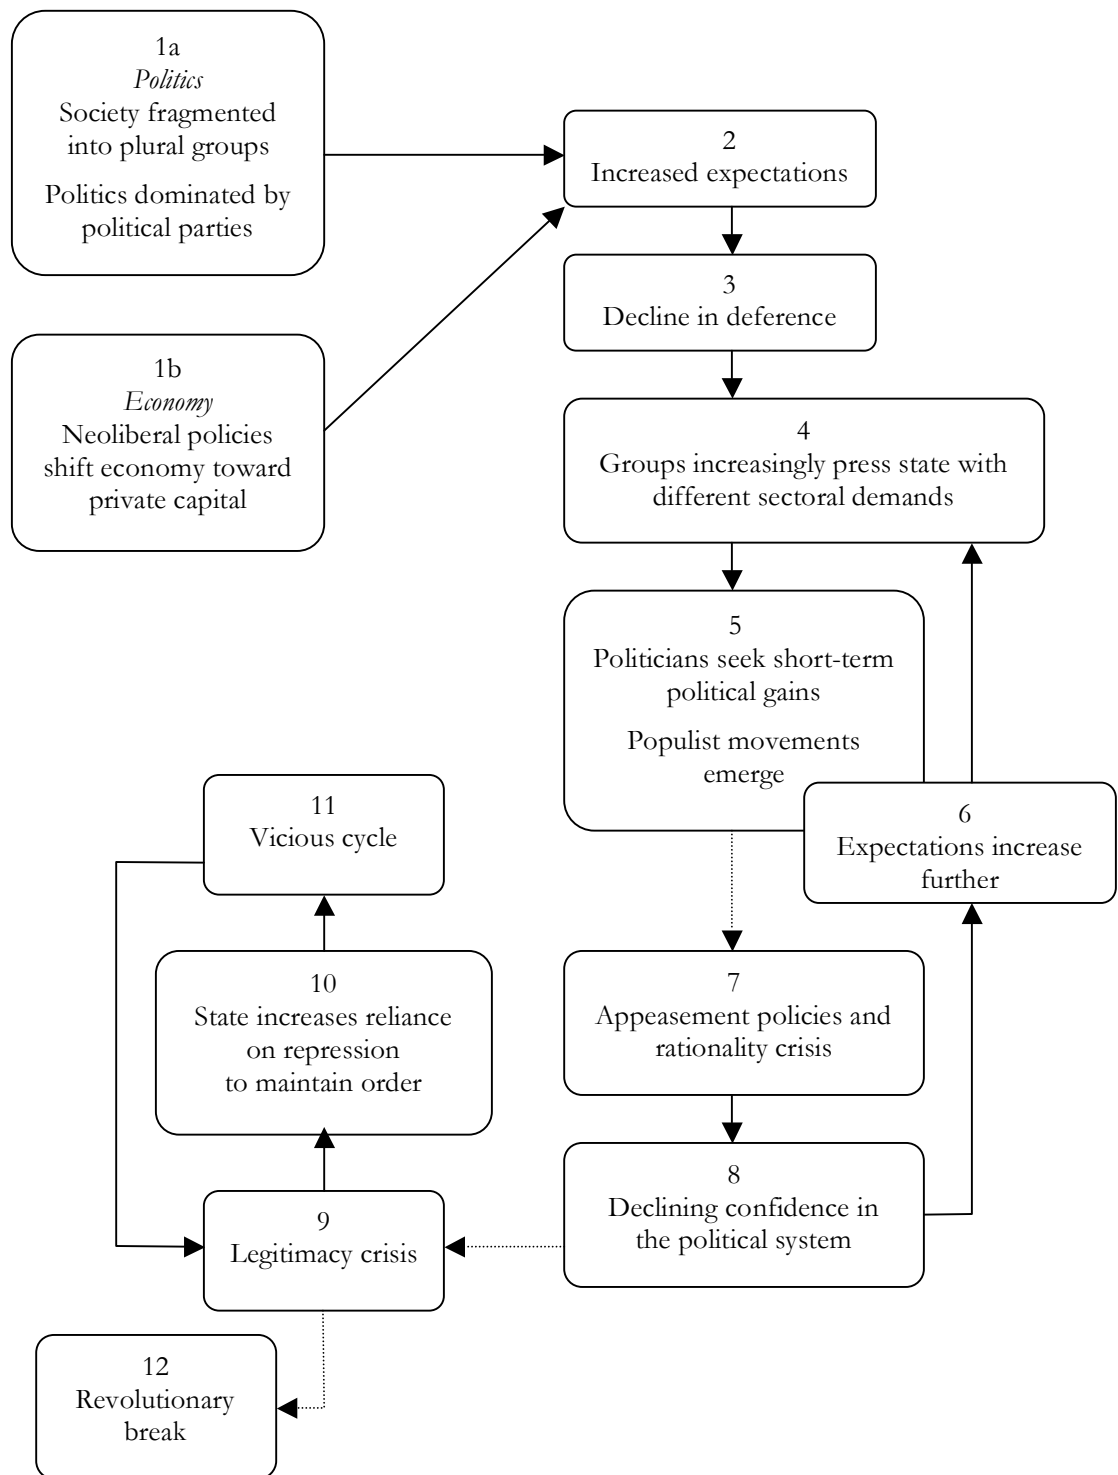 1a
Politics
Society fragmented
into plural groups
Politics dominated by
political parties
1b
Economy
Neoliberal policies
shift economy toward
private capital
2
Increased expectations
3
Decline in deference
4
Groups increasingly press state with
different sectoral demands
5
Politicians seek short-term
political gains
Populist movements
emerge
6
Expectations increase
further
7
Appeasement policies and
rationality crisis
8
Declining confidence in
the political system
9
Legitimacy crisis
10
State increases reliance
on repression
to maintain order
11
Vicious cycle
12
Revolutionary
break